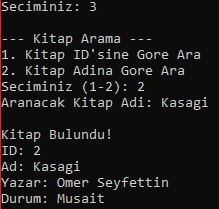 Seciminiz: 3
--- Kitap Arama ---
1. Kitap ID'sine Gore Ara
2. Kitap Adina Gore Ara
Seciminiz (1-2): 2
Aranacak Kitap Adi: Kasagi
Kitap Bulundu!
ID: 2
Ad: Kasagi
Yazar: Omer Seyfettin
Durum: Musait